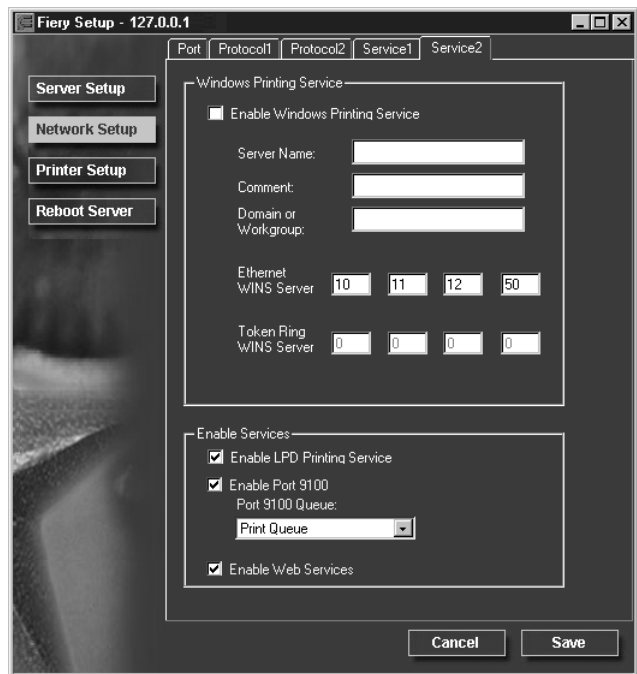 Fiery Setup - 127.0.0.1
Port Protocol1 Protocol2 Service1 Service2
Server Setup
Network Setup
Printer Setup
Reboot Server
Windows Printing Service
Enable Windows Printing Service
Server Name:
Comment:
Domain or
Workgroup:
Ethernet
WINS Server 10 11 12 50
Token Ring
WINS Server 0 0 0 0
Enable Services
Enable LPD Printing Service
Enable Port 9100
Port 9100 Queue:
Print Queue
Enable Web Services
Cancel Save